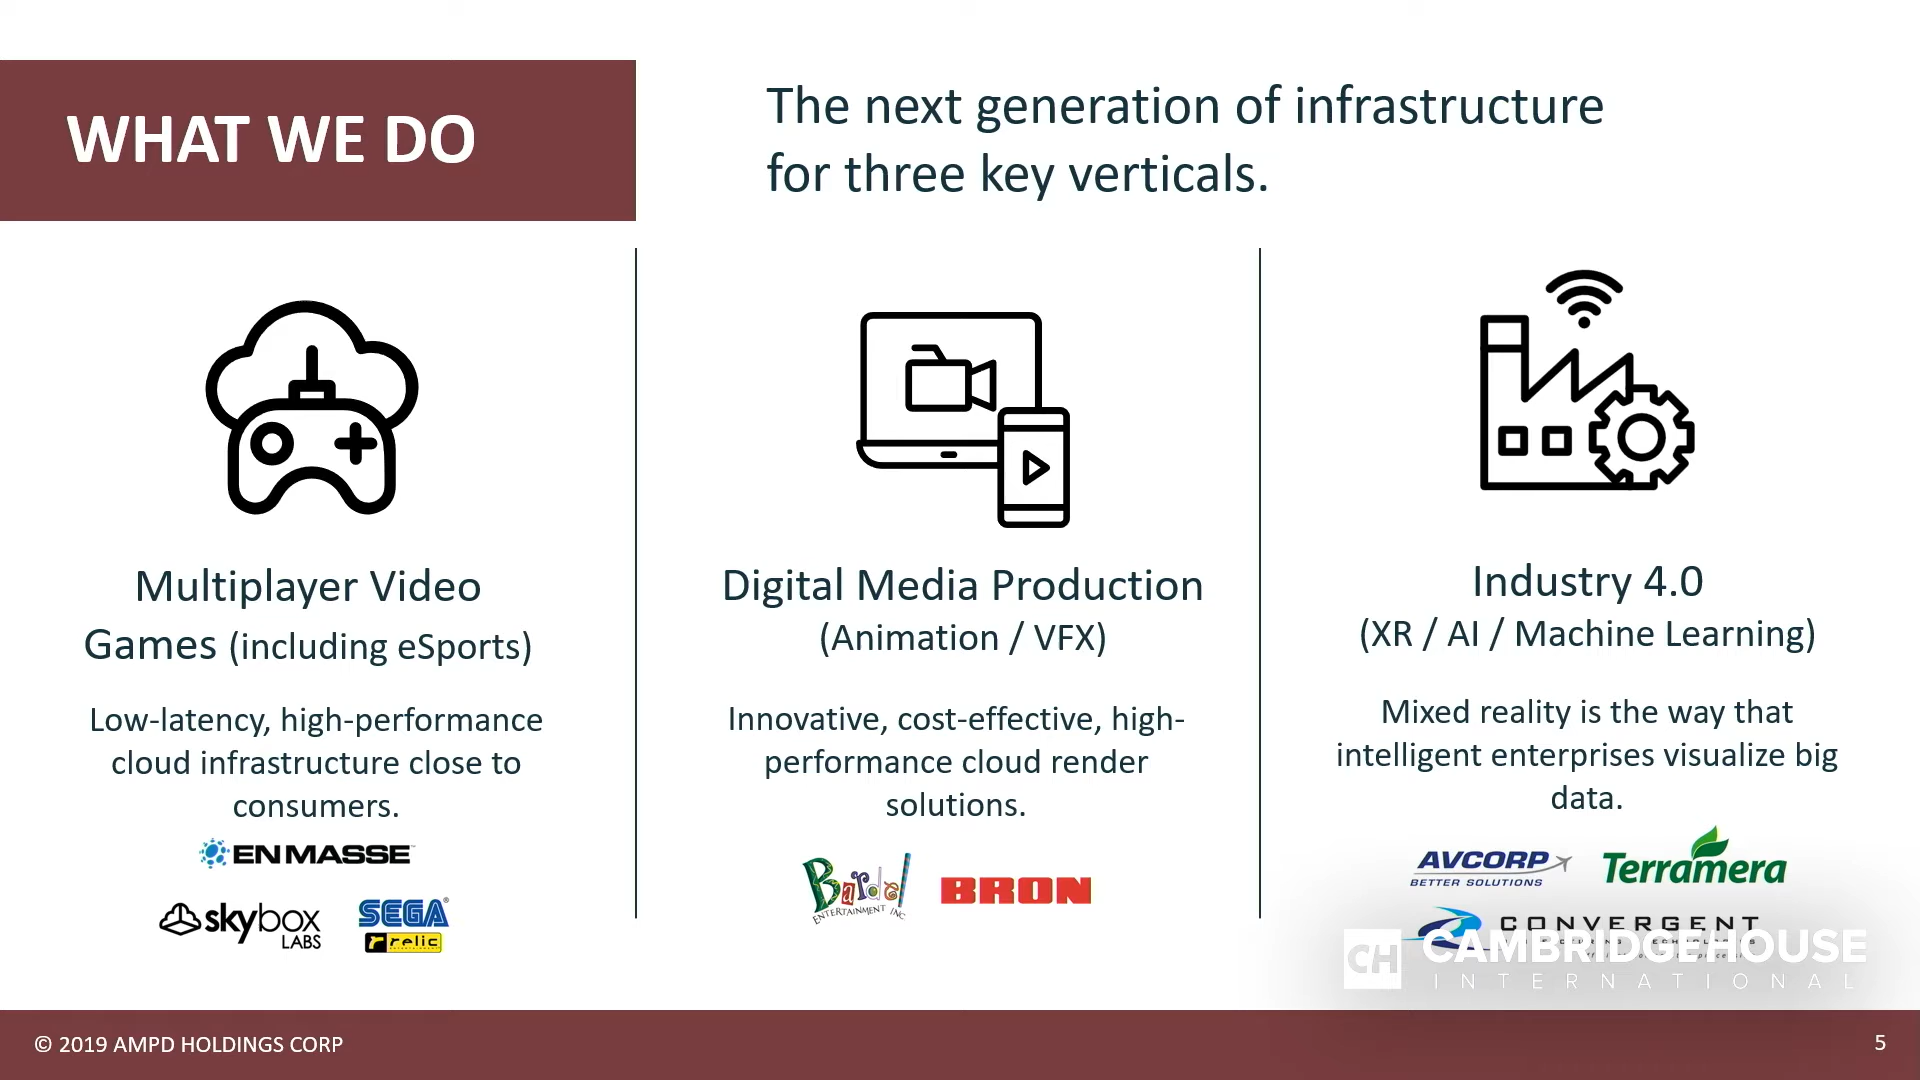 WHAT WE DO
The next generation of infrastructure
for three key verticals.
Multiplayer Video
Games (including eSports)
Low-latency, high-performance
cloud infrastructure close to
consumers.
EN MASSE
skybox
LABS
SEGA
relic
Digital Media Production
(Animation / VFX)
Innovative, cost-effective, high-
performance cloud render
solutions.
Bardel
ENTERTAINMENT INC
BRON
Industry 4.0
(XR / AI / Machine Learning)
Mixed reality is the way that
intelligent enterprises visualize big
data.
AVCORP
BETTER SOLUTIONS
Terramera
CONVERGENT
CH CAMBRIDGEHOUSE
INTERNATIONAL
© 2019 AMPD HOLDINGS CORP
5